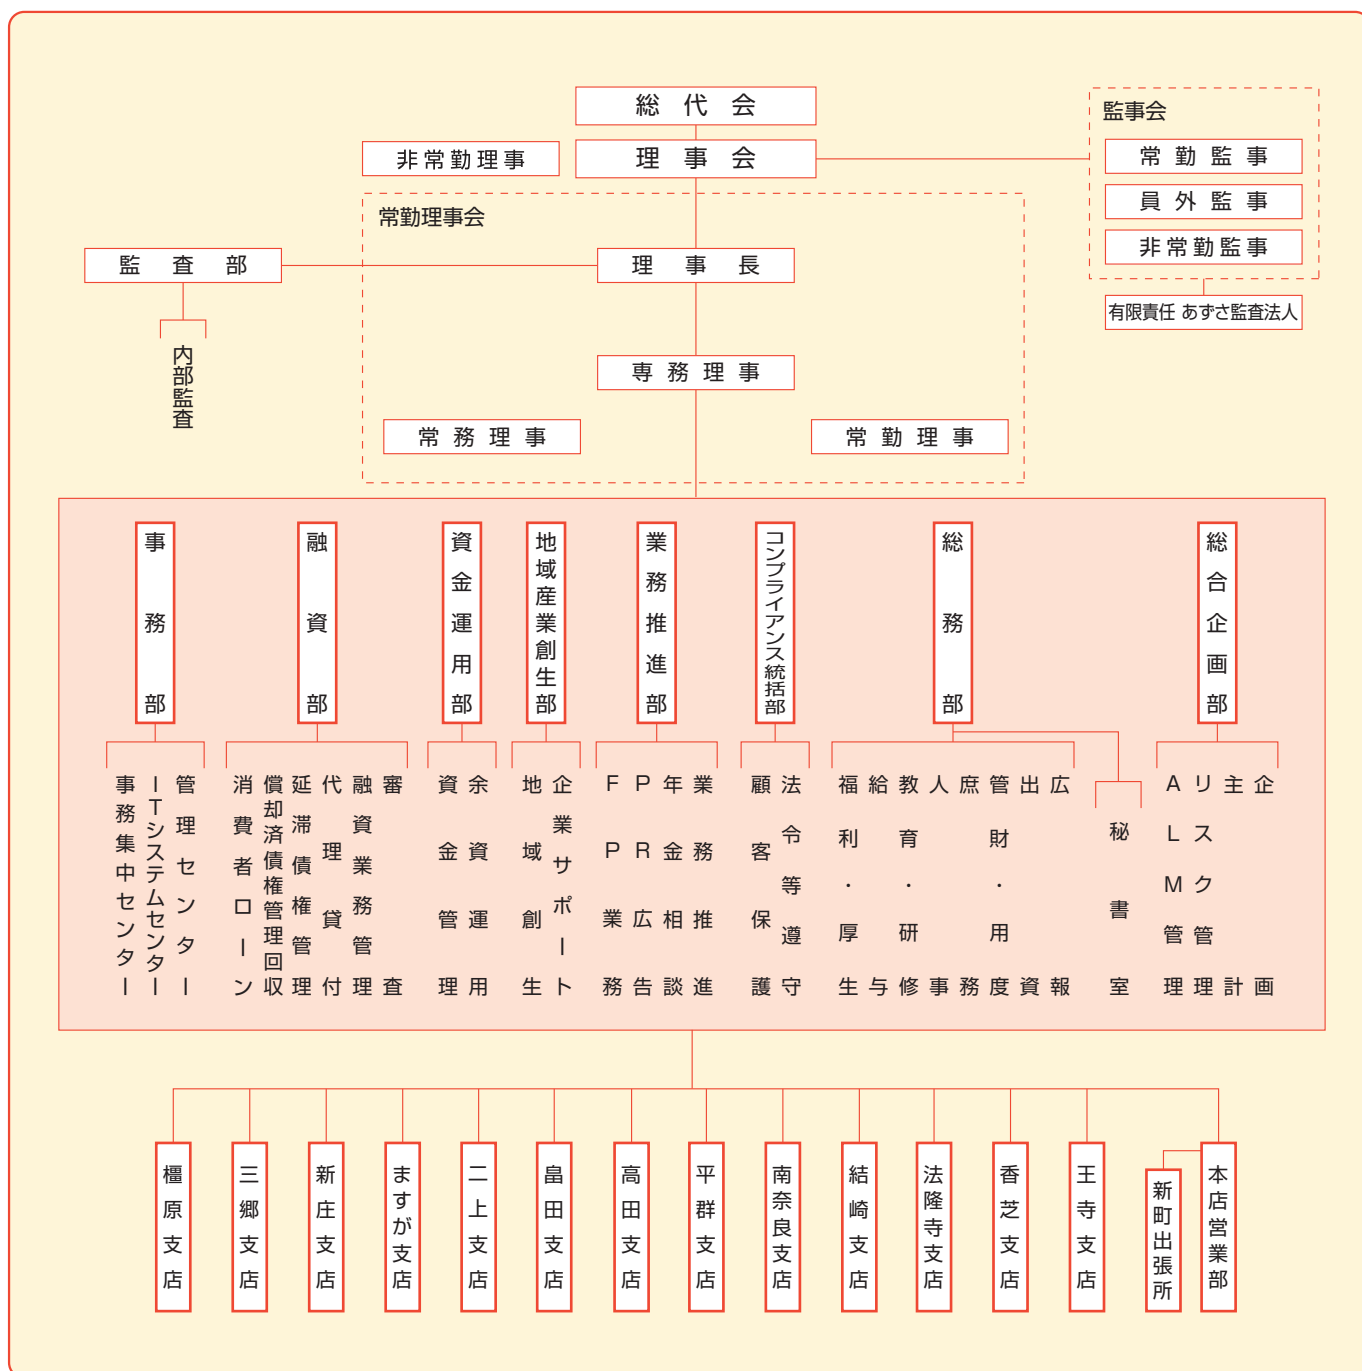 総代会
理事会
非常勤理事
監事会
常勤監事
員外監事
非常勤監事
有限責任 あずさ監査法人
常勤理事会
監査部
理事長
内部監査
専務理事
常務理事
常勤理事
総合企画部
企画
主計
リスク管理
ALM管理
総務部
秘書室
広報
出資
管財・用度
庶務
人事
教育・研修
給与
福利・厚生
コンプライアンス統括部
法令等遵守
顧客保護
業務推進部
業務推進
年金相談
PR広告
FP業務
地域産業創生部
企業サポート
地域創生
資金運用部
余資運用
資金管理
融資部
審査
融資業務管理
代理貸付
延滞債権管理
償却済債権管理回収
消費者ローン
事務部
管理センター
ITシステムセンター
事務集中センター
本店営業部
新町出張所
王寺支店
香芝支店
法隆寺支店
結崎支店
南奈良支店
平群支店
高田支店
畠田支店
二上支店
ますが支店
新庄支店
三郷支店
橿原支店